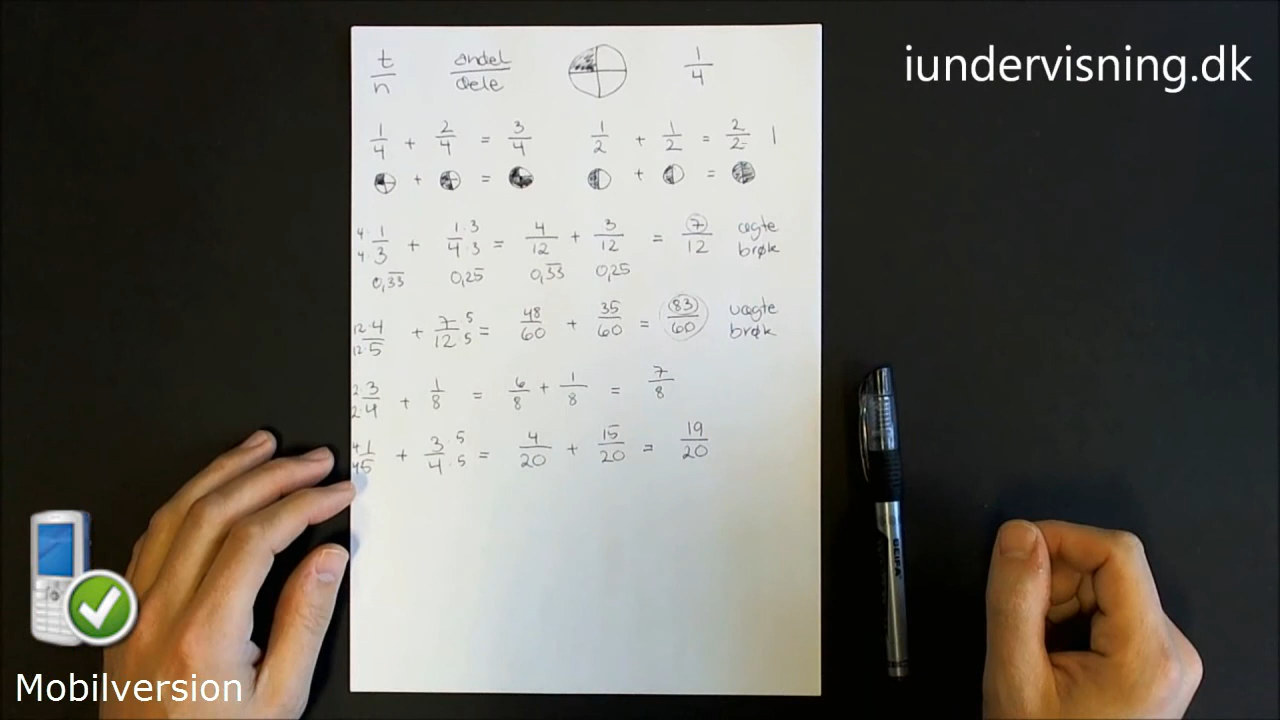 iundervisning.dk
t/n andel/dele 1/4
1/4 + 2/4 = 3/4 1/2 + 1/2 = 2/2 1
+ = + =
4·1/4·3 + 1·3/4·3 = 4/12 + 3/12 = 7/12 ægte brøk
0,33 0,25 0,33 0,25
12·4/12·5 + 7·5/12·5 = 48/60 + 35/60 = 83/60 uægte brøk
2·3/2·4 + 1/8 = 6/8 + 1/8 = 7/8
4·1/4·5 + 3·5/4·5 = 4/20 + 15/20 = 19/20
BEIFA
Mobilversion